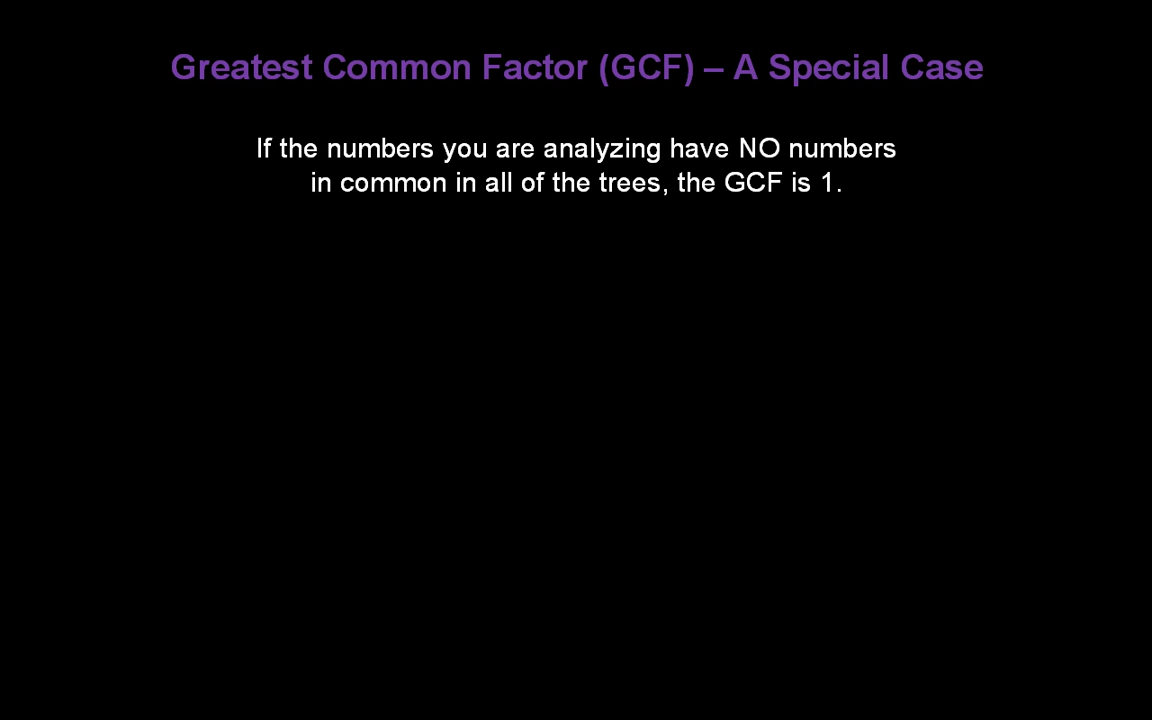 Greatest Common Factor (GCF) – A Special Case
If the numbers you are analyzing have NO numbers
in common in all of the trees, the GCF is 1.